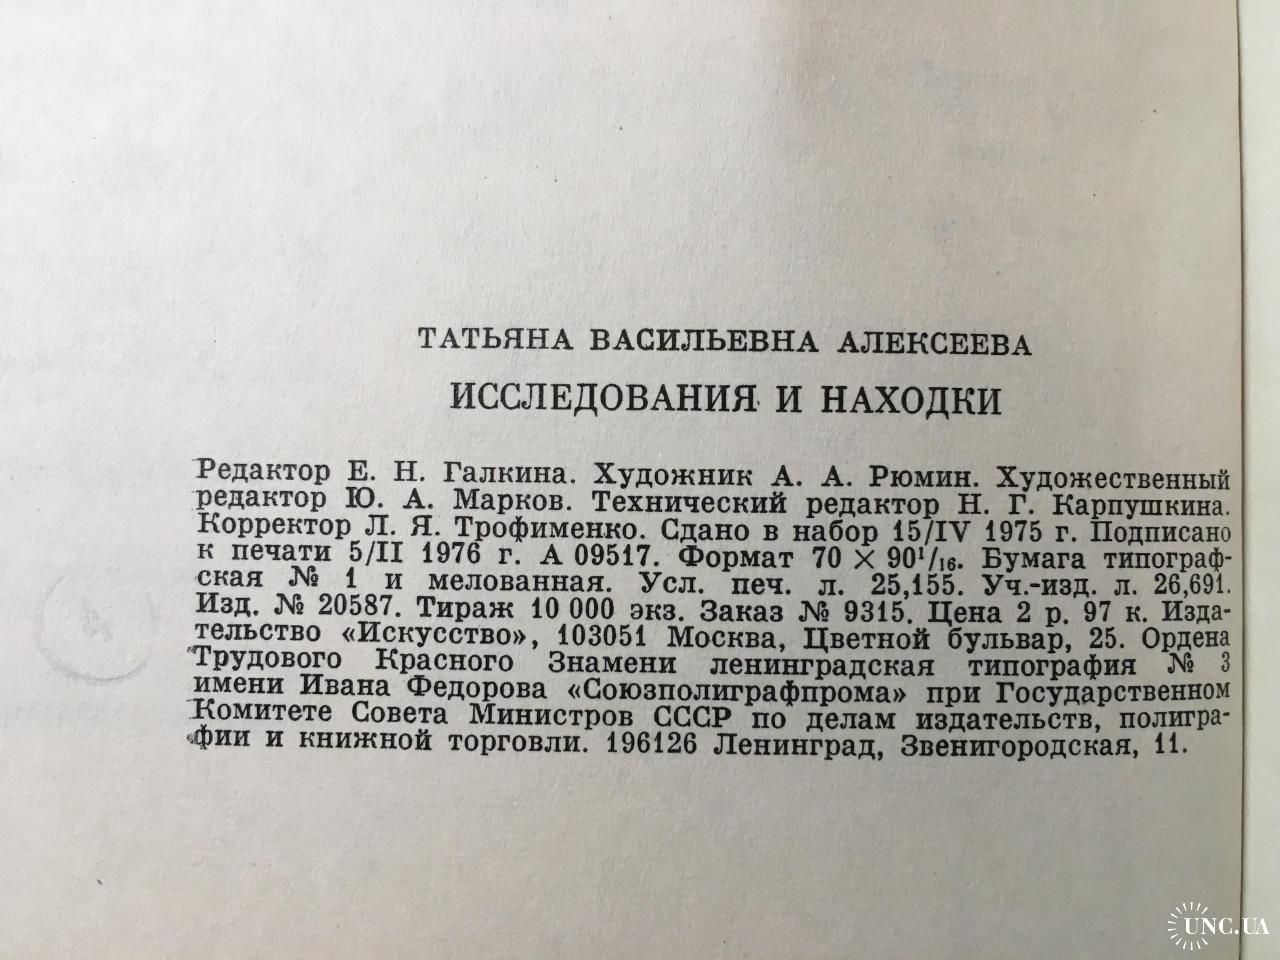 ТАТЬЯНА ВАСИЛЬЕВНА АЛЕКСЕЕВА
ИССЛЕДОВАНИЯ И НАХОДКИ
Редактор Е. Н. Галкина. Художник А. А. Рюмин. Художественный
редактор Ю. А. Марков. Технический редактор Н. Г. Карпушкина.
Корректор Л. Я. Трофименко. Сдано в набор 15/IV 1975 г. Подписано
к печати 5/II 1976 г. А 09517. Формат 70 × 90¹/₁₆. Бумага типограф-
ская № 1 и мелованная. Усл. печ. л. 25,155. Уч.-изд. л. 26,691.
Изд. № 20587. Тираж 10 000 экз. Заказ № 9315. Цена 2 р. 97 к. Изда-
тельство «Искусство», 103051 Москва, Цветной бульвар, 25. Ордена
Трудового Красного Знамени ленинградская типография № 3
имени Ивана Федорова «Союзполиграфпрома» при Государственном
Комитете Совета Министров СССР по делам издательств, полигра-
фии и книжной торговли. 196126 Ленинград, Звенигородская, 11.
UNC.UA